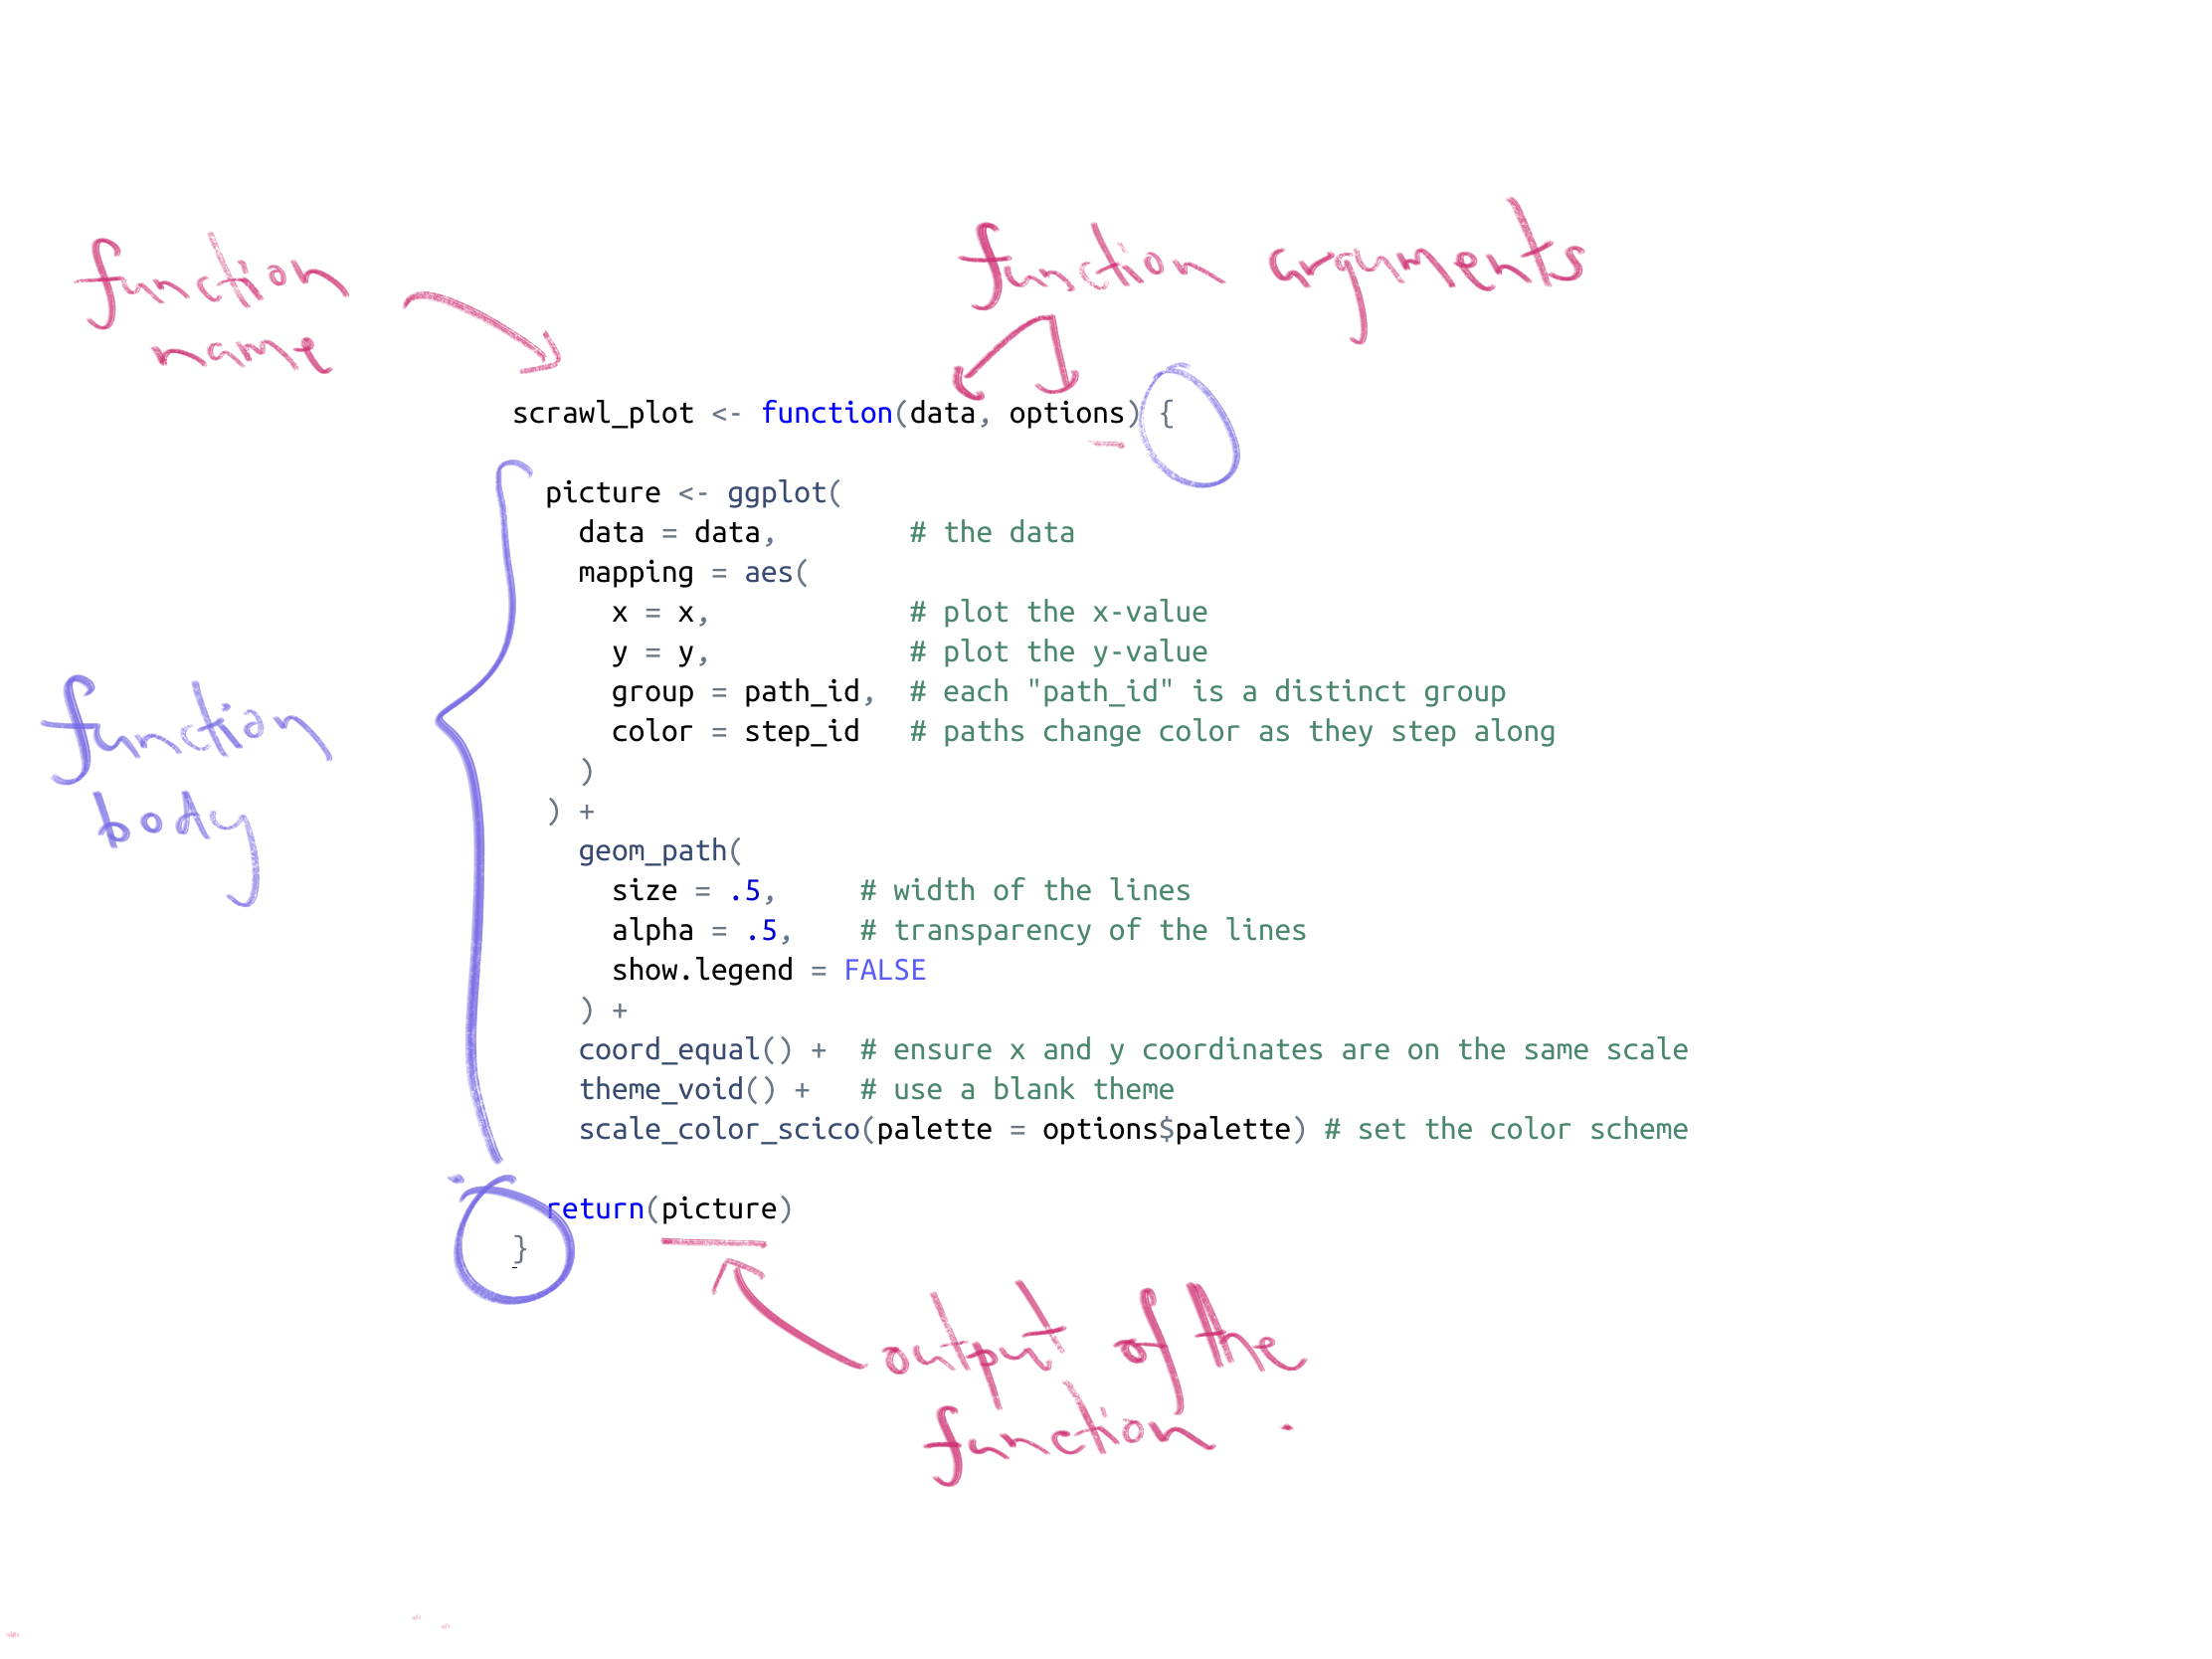 function
name
function arguments
scrawl_plot <- function(data, options) {
picture <- ggplot(
data = data,        # the data
mapping = aes(
x = x,            # plot the x-value
y = y,            # plot the y-value
group = path_id,  # each "path_id" is a distinct group
color = step_id   # paths change color as they step along
)
) +
function
body
geom_path(
size = .5,     # width of the lines
alpha = .5,    # transparency of the lines
show.legend = FALSE
) +
coord_equal() +  # ensure x and y coordinates are on the same scale
theme_void() +   # use a blank theme
scale_color_scico(palette = options$palette) # set the color scheme
return(picture)
}
output of the
function.